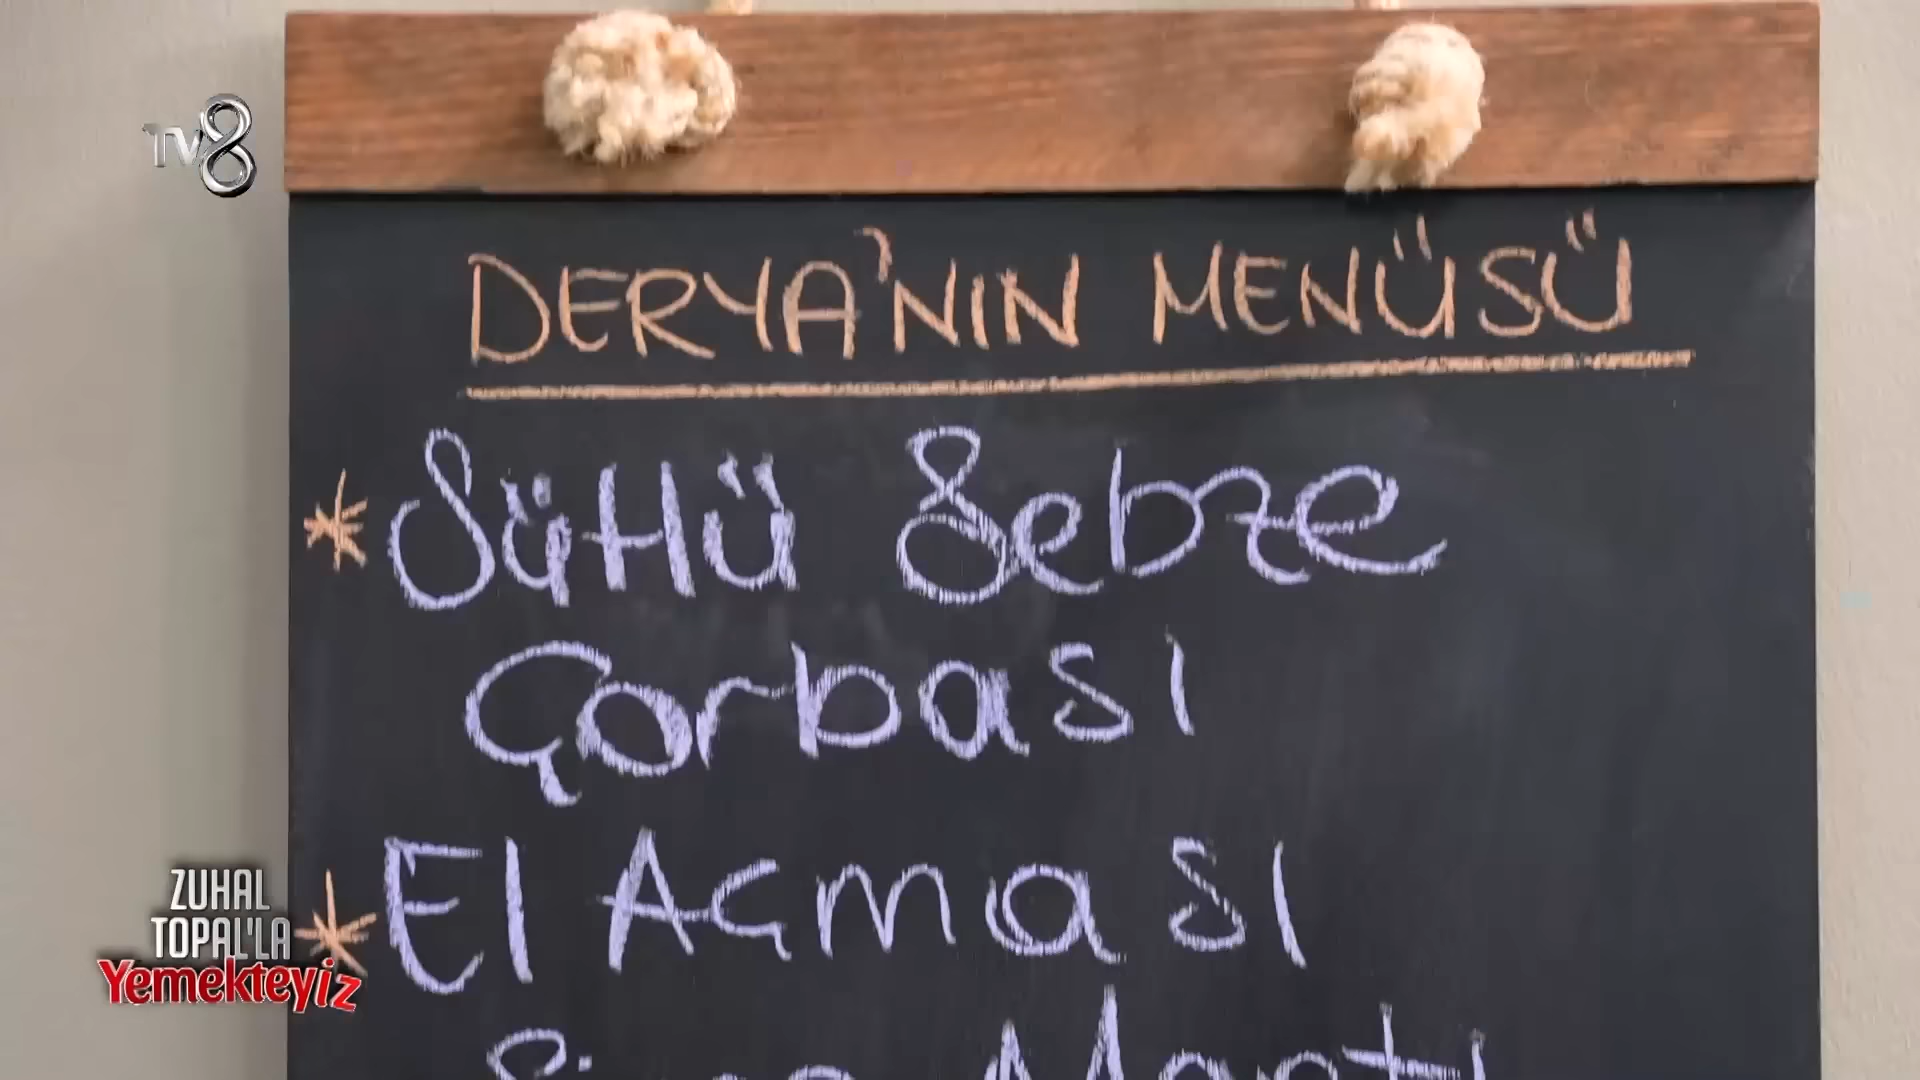 TV8
DERYA'NIN MENÜSÜ
* Sütlü Sebze
Çorbası
* El Açması
ZUHAL
TOPAL'LA
Yemekteyiz